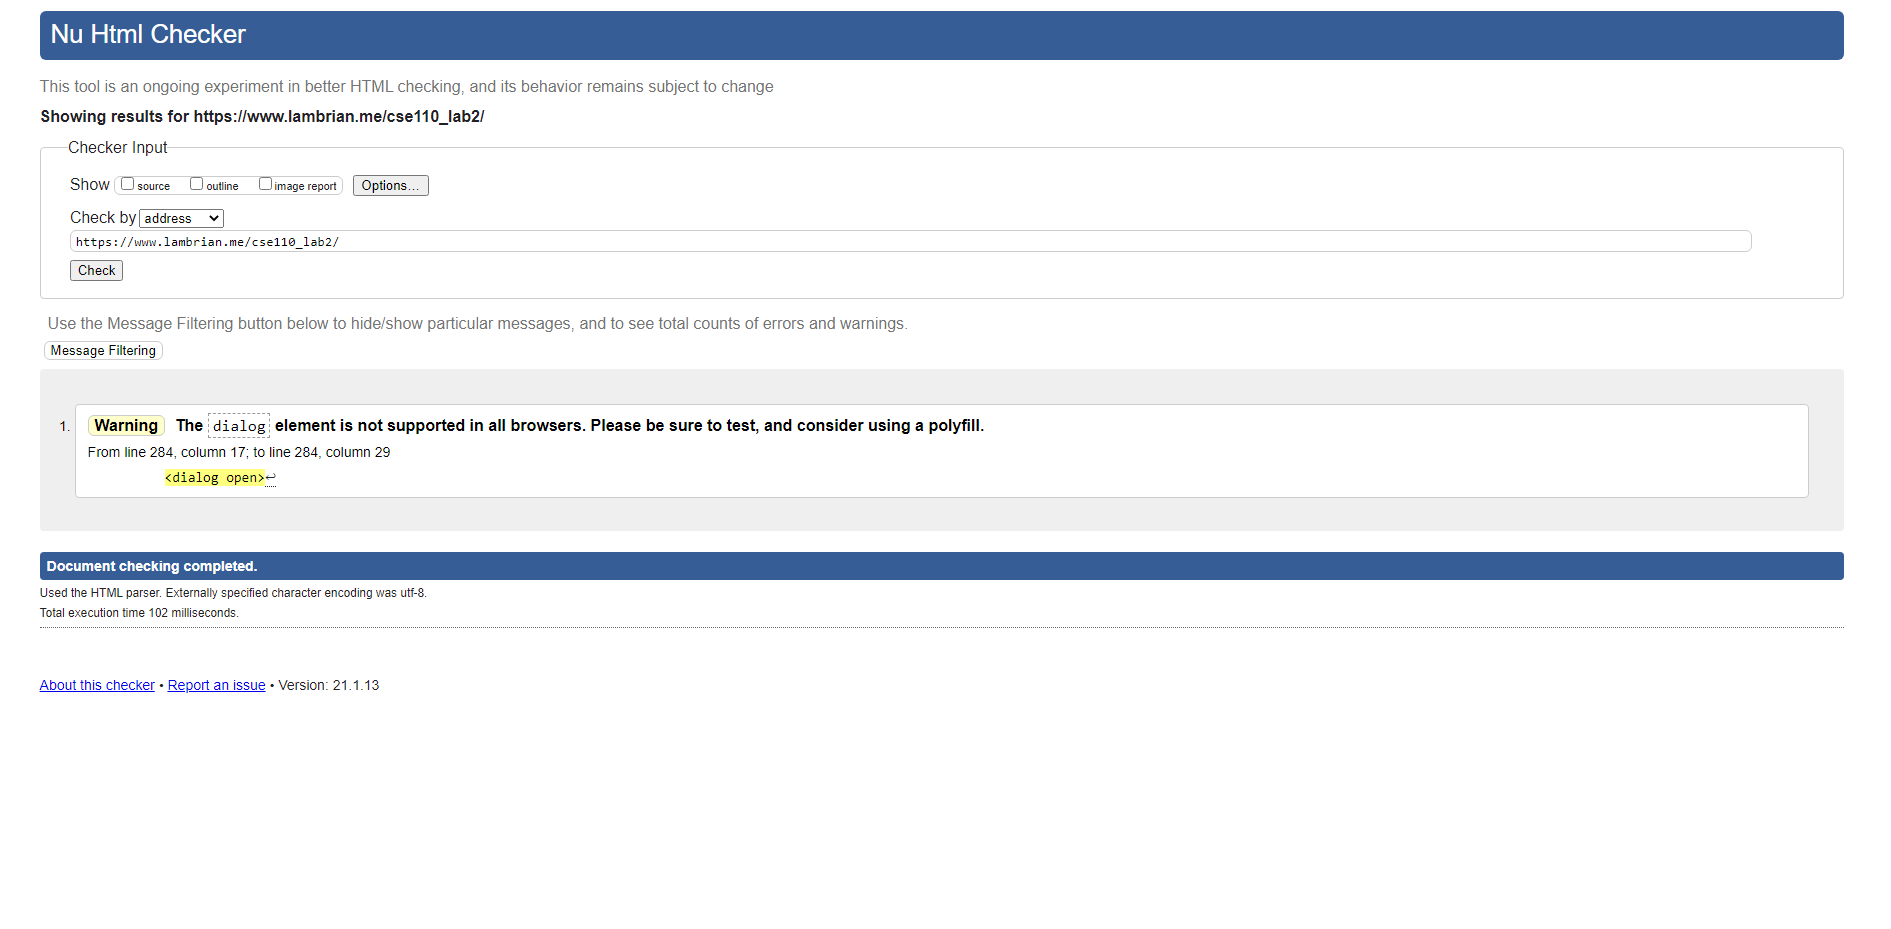 Nu Html Checker
This tool is an ongoing experiment in better HTML checking, and its behavior remains subject to change
Showing results for https://www.lambrian.me/cse110_lab2/
Checker Input
Show source outline image report Options...
Check by address
https://www.lambrian.me/cse110_lab2/
Check
Use the Message Filtering button below to hide/show particular messages, and to see total counts of errors and warnings.
Message Filtering
1. Warning The dialog element is not supported in all browsers. Please be sure to test, and consider using a polyfill.
From line 284, column 17; to line 284, column 29
<dialog open>↩
Document checking completed.
Used the HTML parser. Externally specified character encoding was utf-8.
Total execution time 102 milliseconds.
About this checker • Report an issue • Version: 21.1.13